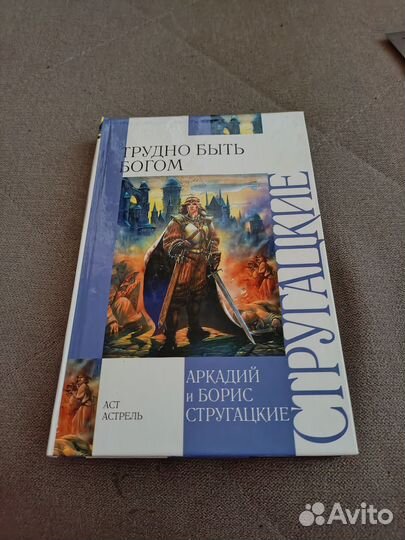 ТРУДНО БЫТЬ
БОГОМ
СТРУГАЦКИЕ
АРКАДИЙ
и БОРИС
СТРУГАЦКИЕ
АСТ
АСТРЕЛЬ
Avito